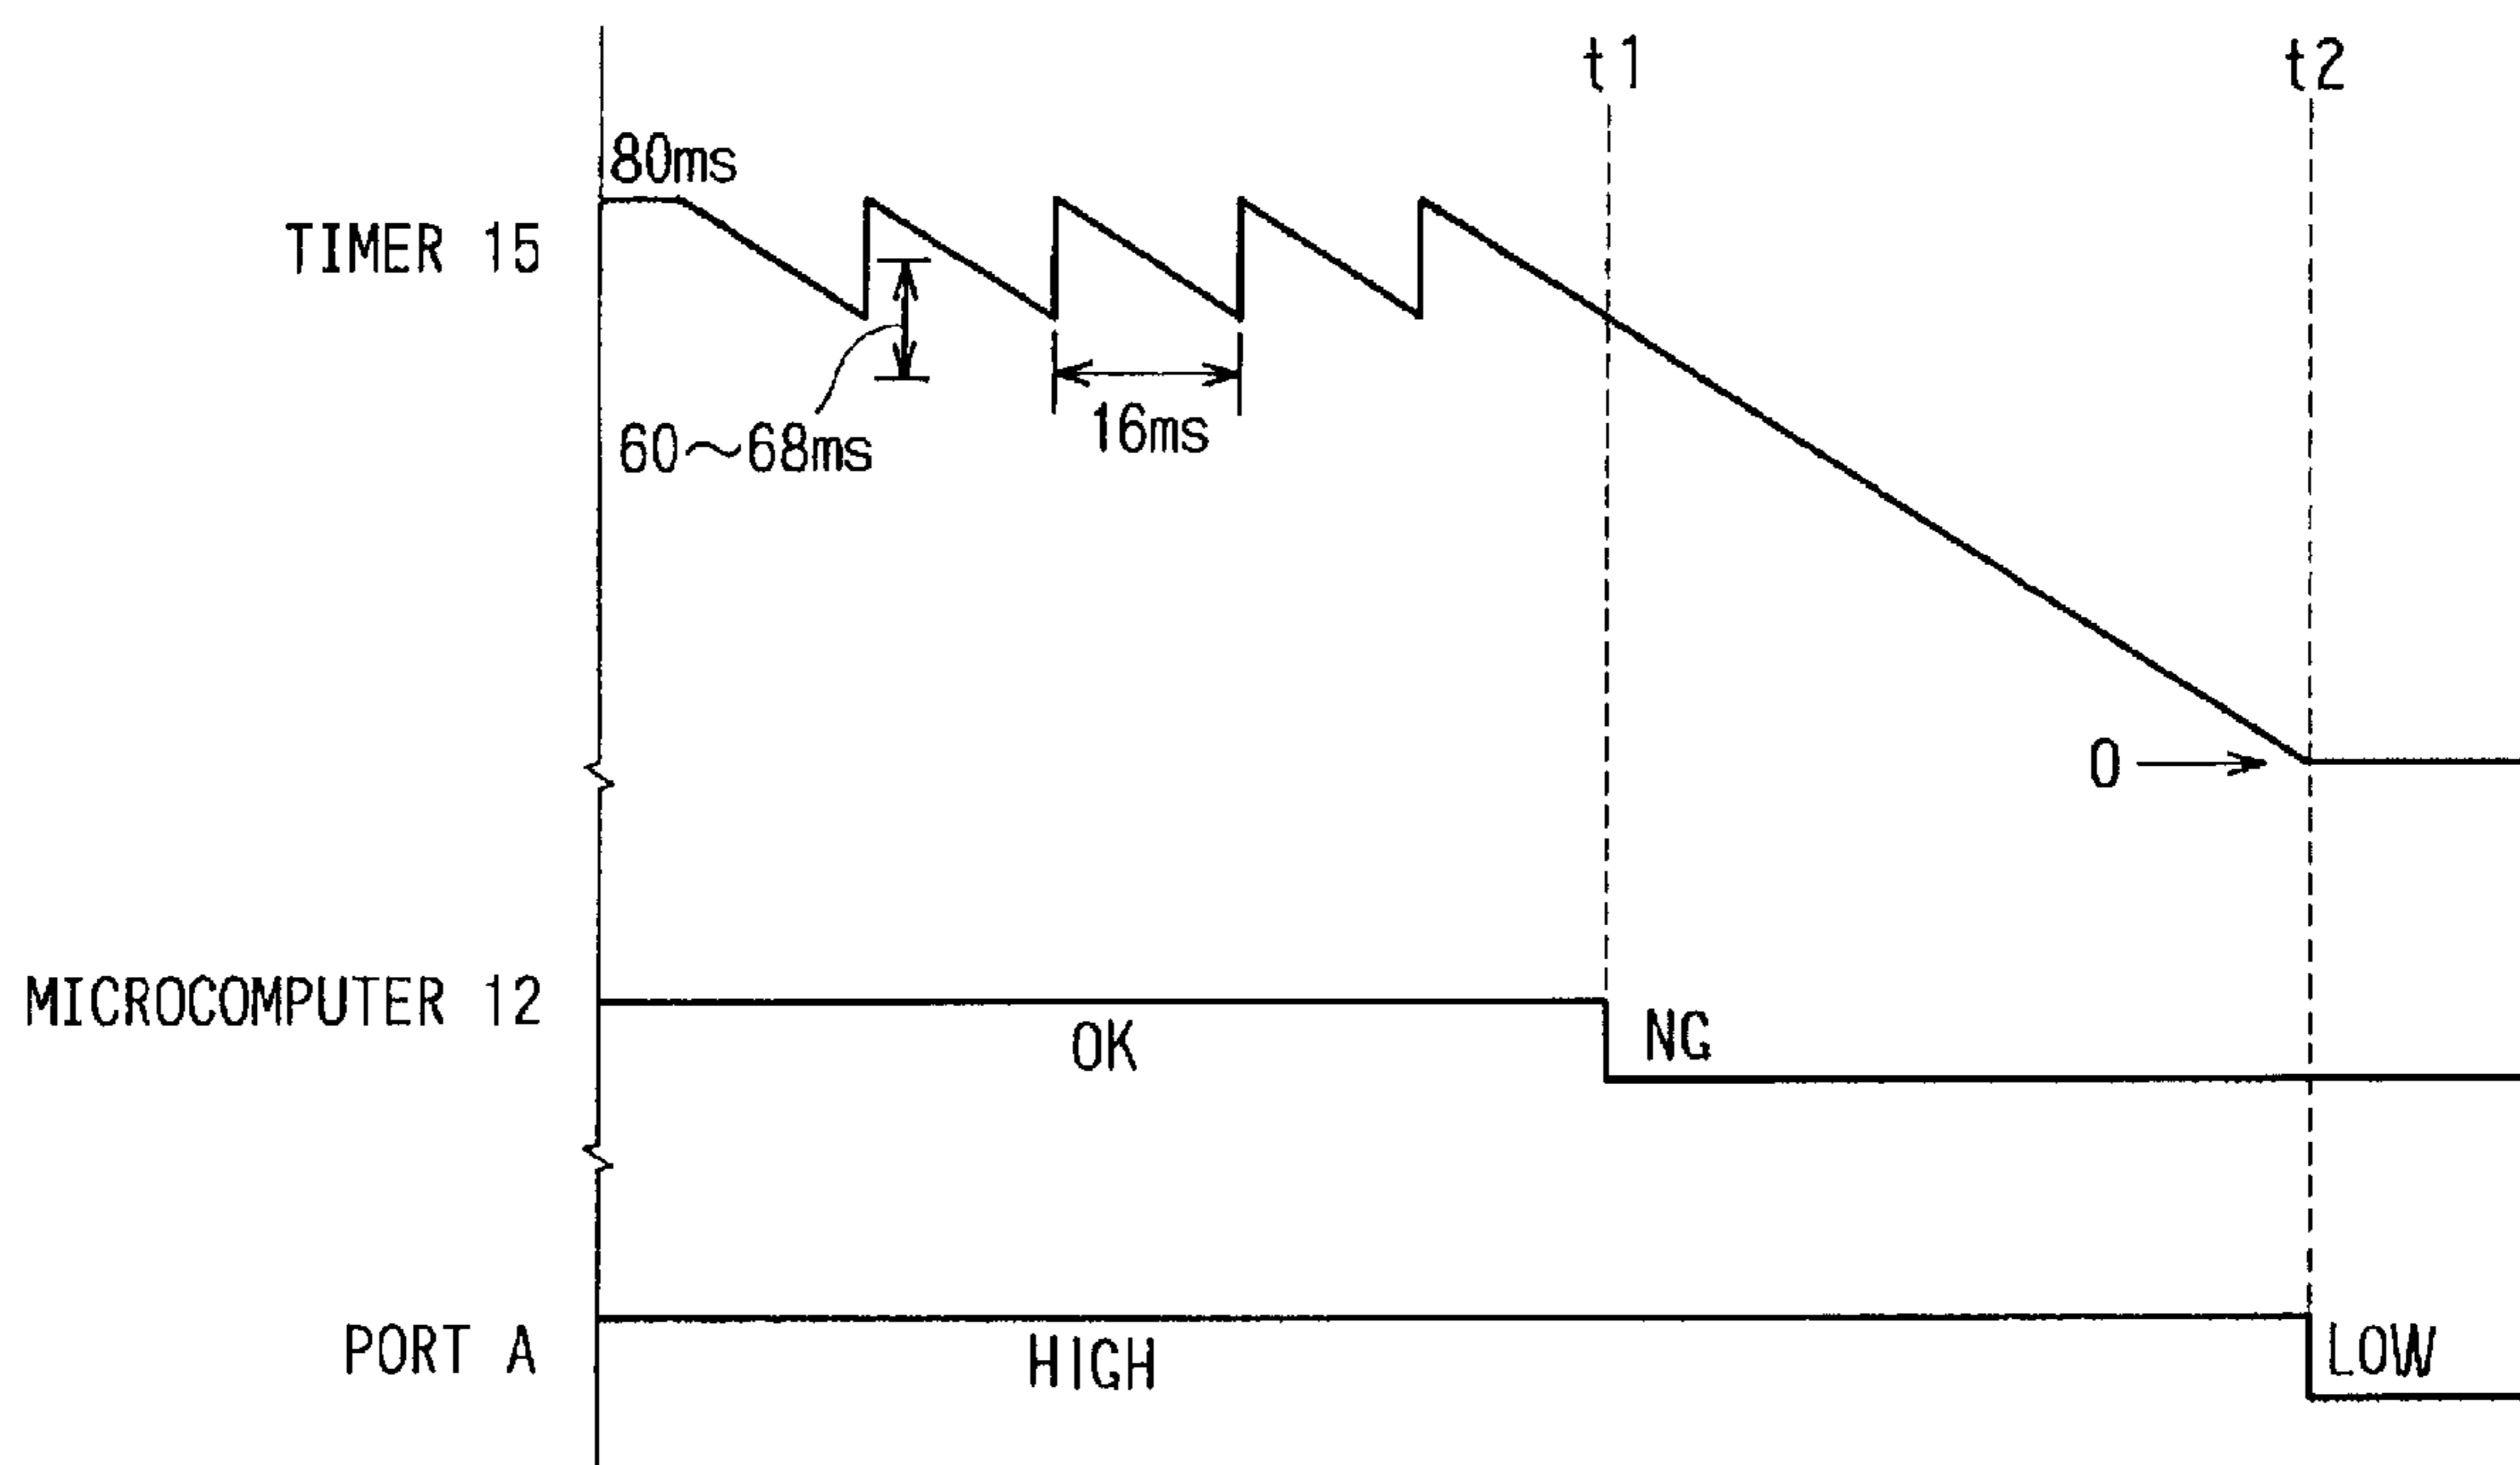 t1
t2
80ms
TIMER 15
60～68ms
16ms
0
MICROCOMPUTER 12
OK
NG
PORT A
HIGH
LOW